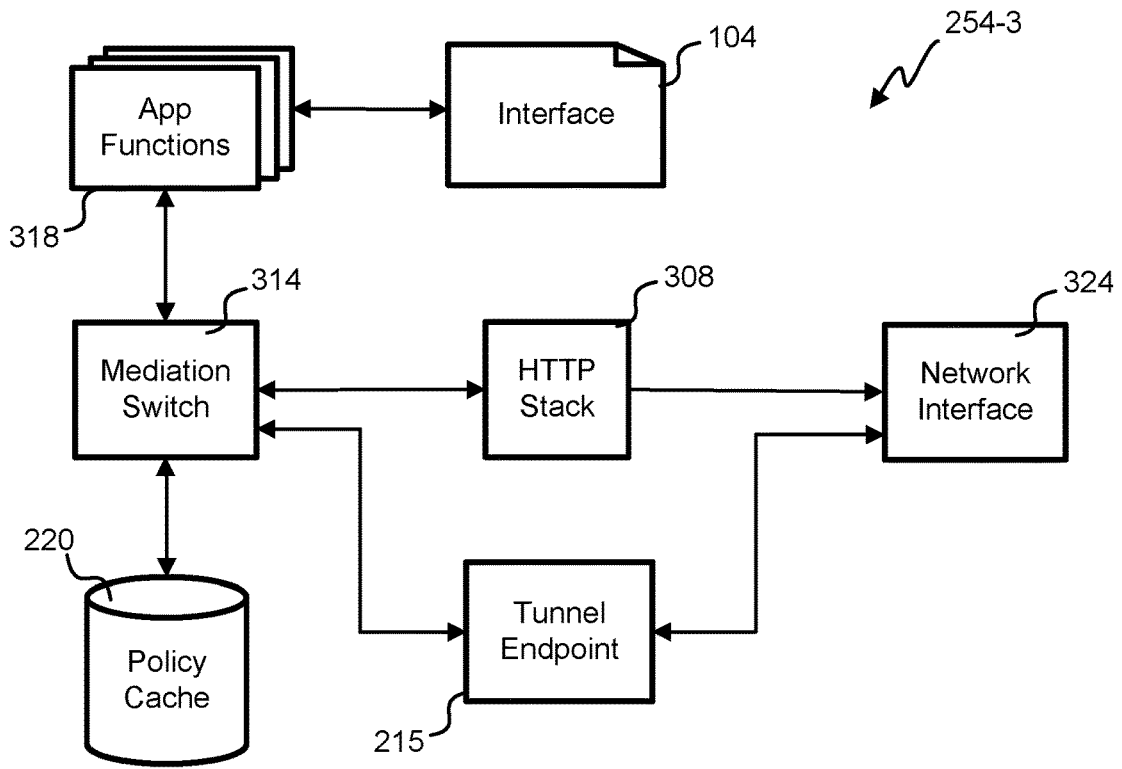 254-3
104
App
Functions
Interface
318
314
308
324
Mediation
Switch
HTTP
Stack
Network
Interface
220
Tunnel
Endpoint
Policy
Cache
215